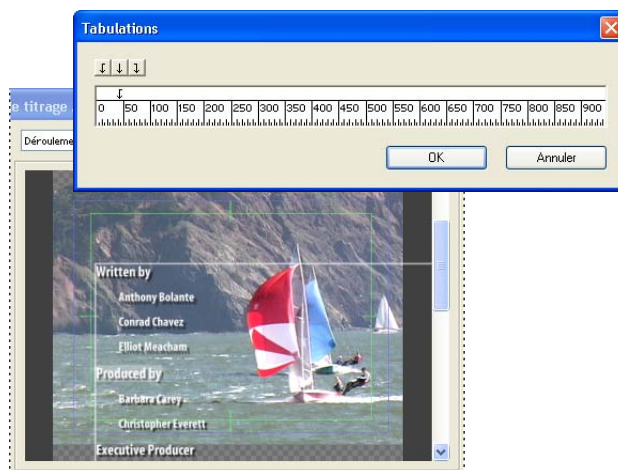 Tabulations
0 50 100 150 200 250 300 350 400 450 500 550 600 650 700 750 800 850 900
OK Annuler
e titrage
Dérouleme
Written by
Anthony Bolante
Conrad Chavez
Elliot Meacham
Produced by
Barbara Carey
Christopher Everett
Executive Producer